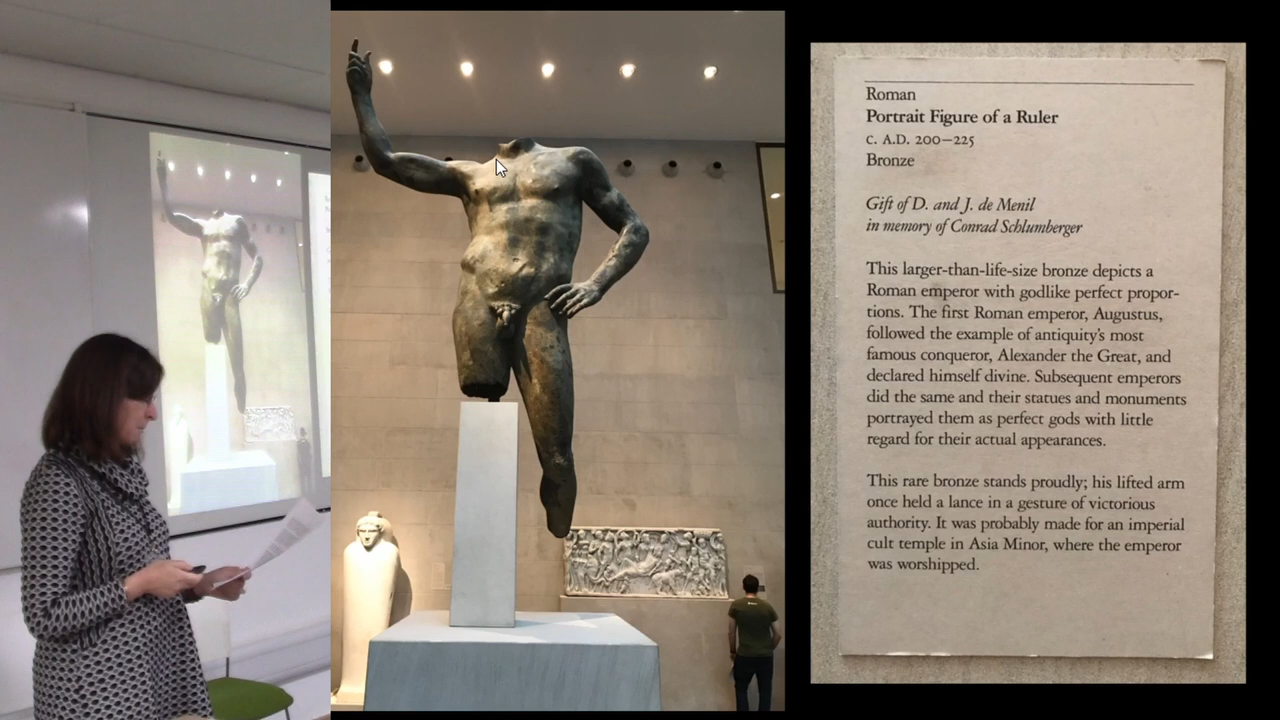 Roman
Portrait Figure of a Ruler
c. A.D. 200–225
Bronze
Gift of D. and J. de Menil
in memory of Conrad Schlumberger
This larger-than-life-size bronze depicts a
Roman emperor with godlike perfect propor-
tions. The first Roman emperor, Augustus,
followed the example of antiquity's most
famous conqueror, Alexander the Great, and
declared himself divine. Subsequent emperors
did the same and their statues and monuments
portrayed them as perfect gods with little
regard for their actual appearances.
This rare bronze stands proudly; his lifted arm
once held a lance in a gesture of victorious
authority. It was probably made for an imperial
cult temple in Asia Minor, where the emperor
was worshipped.